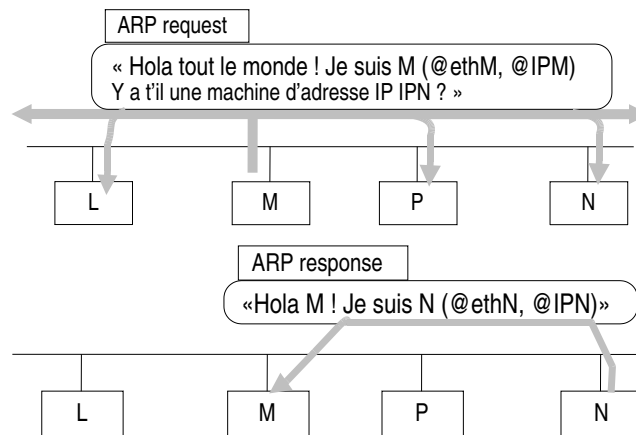 ARP request
« Hola tout le monde ! Je suis M (@ethM, @IPM)
Y a t'il une machine d'adresse IP IPN ? »
L M P N
ARP response
«Hola M ! Je suis N (@ethN, @IPN)»
L M P N